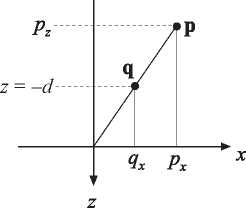 p_z p
q
z = –d
x
q_x p_x
z